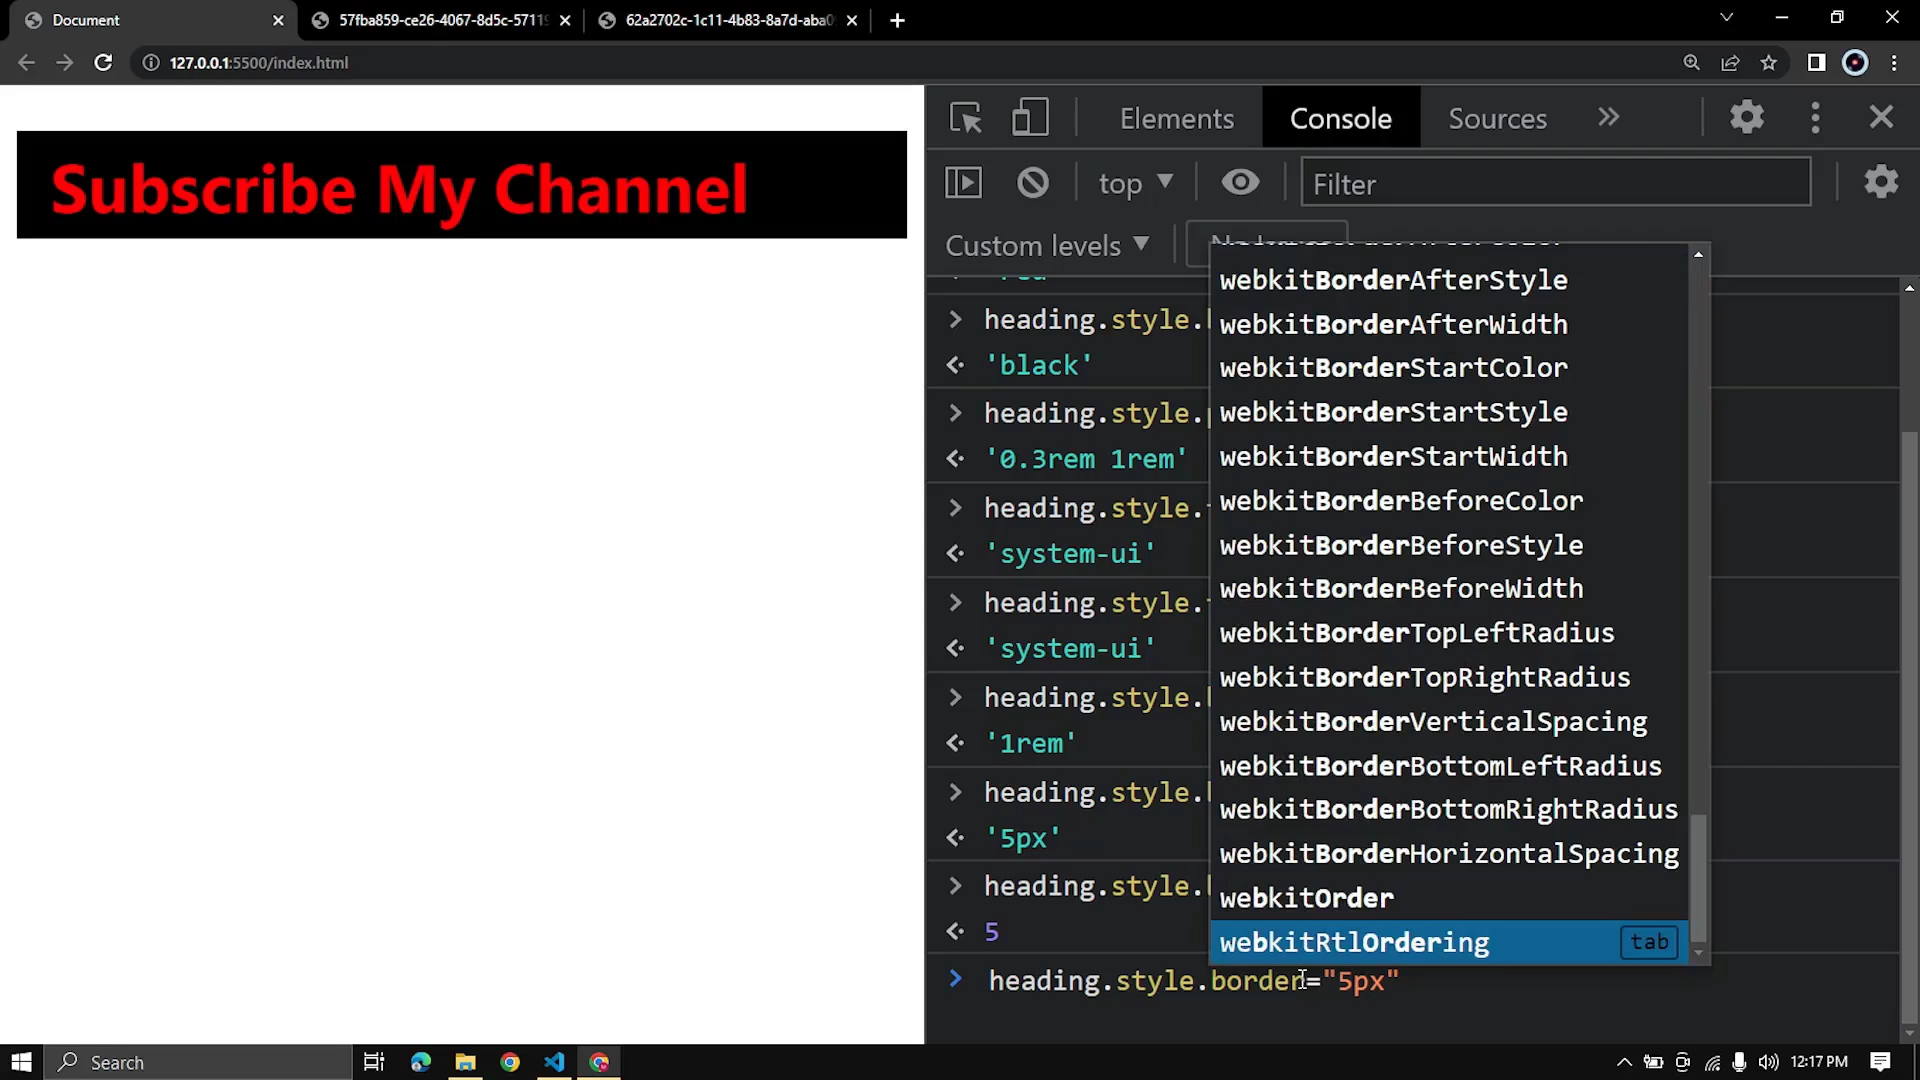 Document
57fba859-ce26-4067-8d5c-5711
62a2702c-1c11-4b83-8a7d-aba0
127.0.0.1:5500/index.html
Subscribe My Channel
Elements
Console
Sources
top
Filter
Custom levels
heading.style.
'black'
heading.style.
'0.3rem 1rem'
heading.style.
'system-ui'
heading.style.
'system-ui'
heading.style.
'1rem'
heading.style.
'5px'
heading.style.
5
heading.style.border="5px"
webkitBorderAfterStyle
webkitBorderAfterWidth
webkitBorderStartColor
webkitBorderStartStyle
webkitBorderStartWidth
webkitBorderBeforeColor
webkitBorderBeforeStyle
webkitBorderBeforeWidth
webkitBorderTopLeftRadius
webkitBorderTopRightRadius
webkitBorderVerticalSpacing
webkitBorderBottomLeftRadius
webkitBorderBottomRightRadius
webkitBorderHorizontalSpacing
webkitOrder
webkitRtlOrdering tab
Search
12:17 PM